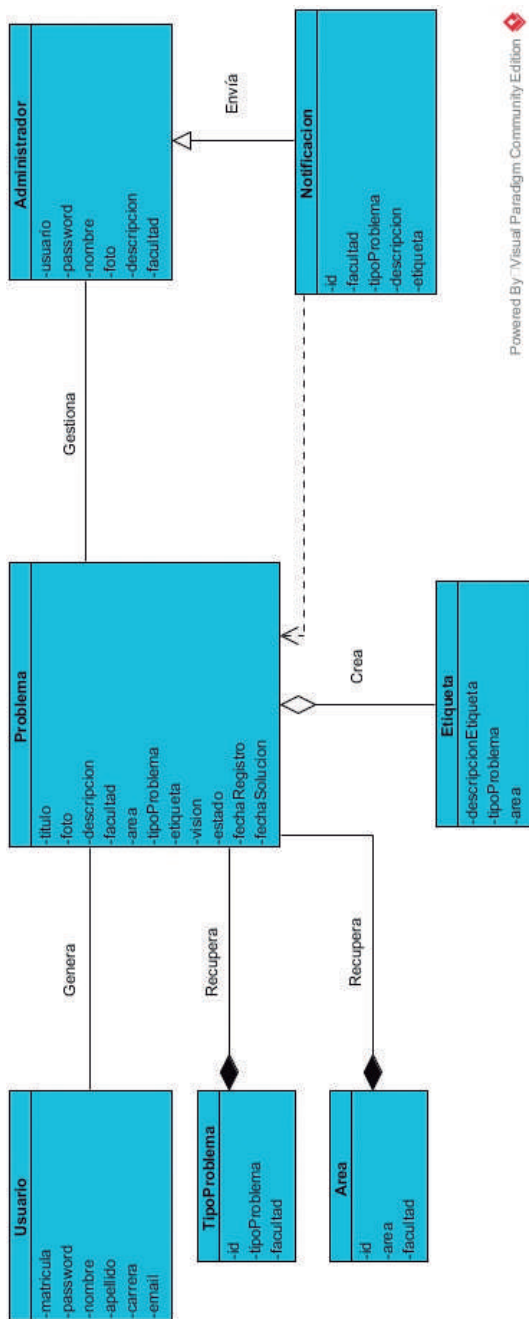 Usuario
-matricula
-password
-nombre
-apellido
-carrera
-email
Genera
Problema
-titulo
-foto
-descripcion
-facultad
-area
-tipoProblema
-etiqueta
-vision
-estado
-fechaRegistro
-fechaSolucion
Gestiona
Administrador
-usuario
-password
-nombre
-foto
-descripcion
-facultad
TipoProblema
-id
-tipoProblema
-facultad
Recupera
Area
-id
-area
-facultad
Recupera
Crea
Etiqueta
-descripcionEtiqueta
-tipoProblema
-area
Envía
Notificacion
-id
-facultad
-tipoProblema
-descripcion
-etiqueta
Powered By Visual Paradigm Community Edition